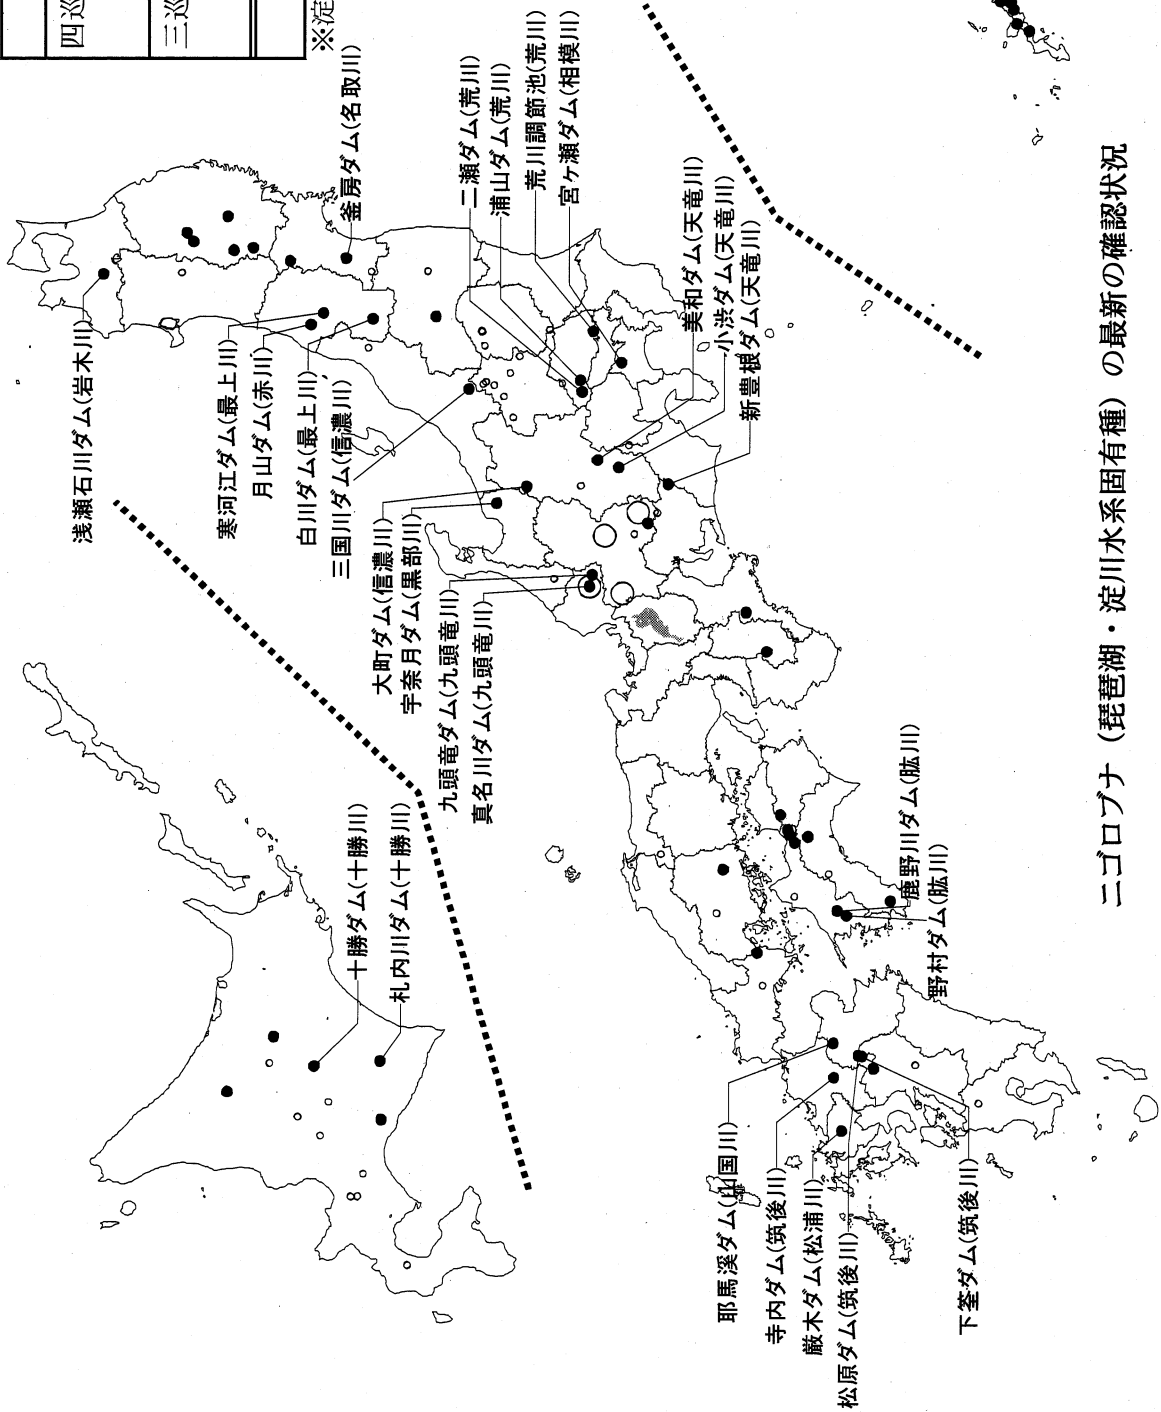 四巡
三巡
※淀
釜房ダム(名取川)
二瀬ダム(荒川)
浦山ダム(荒川)
荒川調節池(荒川)
宮ヶ瀬ダム(相模川)
美和ダム(天竜川)
小渋ダム(天竜川)
新豊根ダム(天竜川)
浅瀬石川ダム(岩木川)
寒河江ダム(最上川)
月山ダム(赤川)
白川ダム(最上川)
三国川ダム(信濃川)
大町ダム(信濃川)
宇奈月ダム(黒部川)
九頭竜ダム(九頭竜川)
真名川ダム(九頭竜川)
十勝ダム(十勝川)
札内川ダム(十勝川)
鹿野川ダム(肱川)
野村ダム(肱川)
耶馬溪ダム(山国川)
寺内ダム(筑後川)
厳木ダム(松浦川)
松原ダム(筑後川)
下筌ダム(筑後川)
ニゴロブナ（琵琶湖・淀川水系固有種）の最新の確認状況